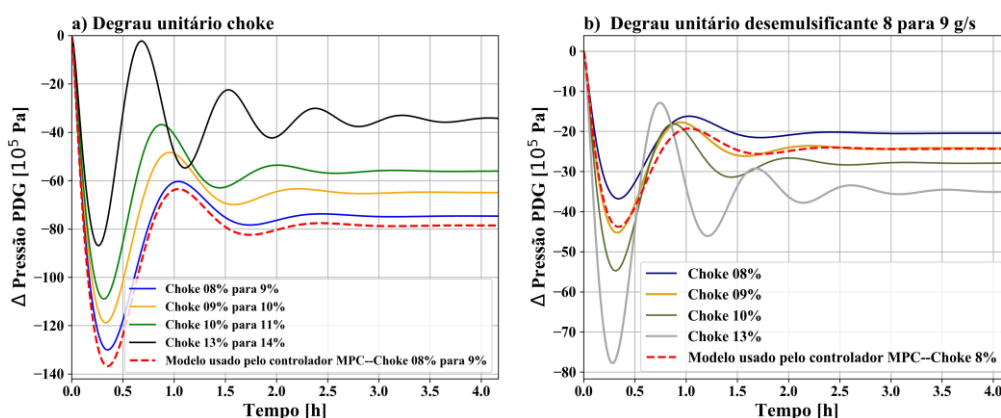 a) Degrau unitário choke
Δ Pressão PDG [10⁵ Pa]
0
−20
−40
−60
−80
−100
−120
−140
Choke 08% para 9%
Choke 09% para 10%
Choke 10% para 11%
Choke 13% para 14%
Modelo usado pelo controlador MPC--Choke 08% para 9%
0.0 0.5 1.0 1.5 2.0 2.5 3.0 3.5 4.0
Tempo [h]
b) Degrau unitário desemulsificante 8 para 9 g/s
Δ Pressão PDG [10⁵ Pa]
0
−10
−20
−30
−40
−50
−60
−70
−80
Choke 08%
Choke 09%
Choke 10%
Choke 13%
Modelo usado pelo controlador MPC--Choke 8%
0.0 0.5 1.0 1.5 2.0 2.5 3.0 3.5 4.0
Tempo [h]